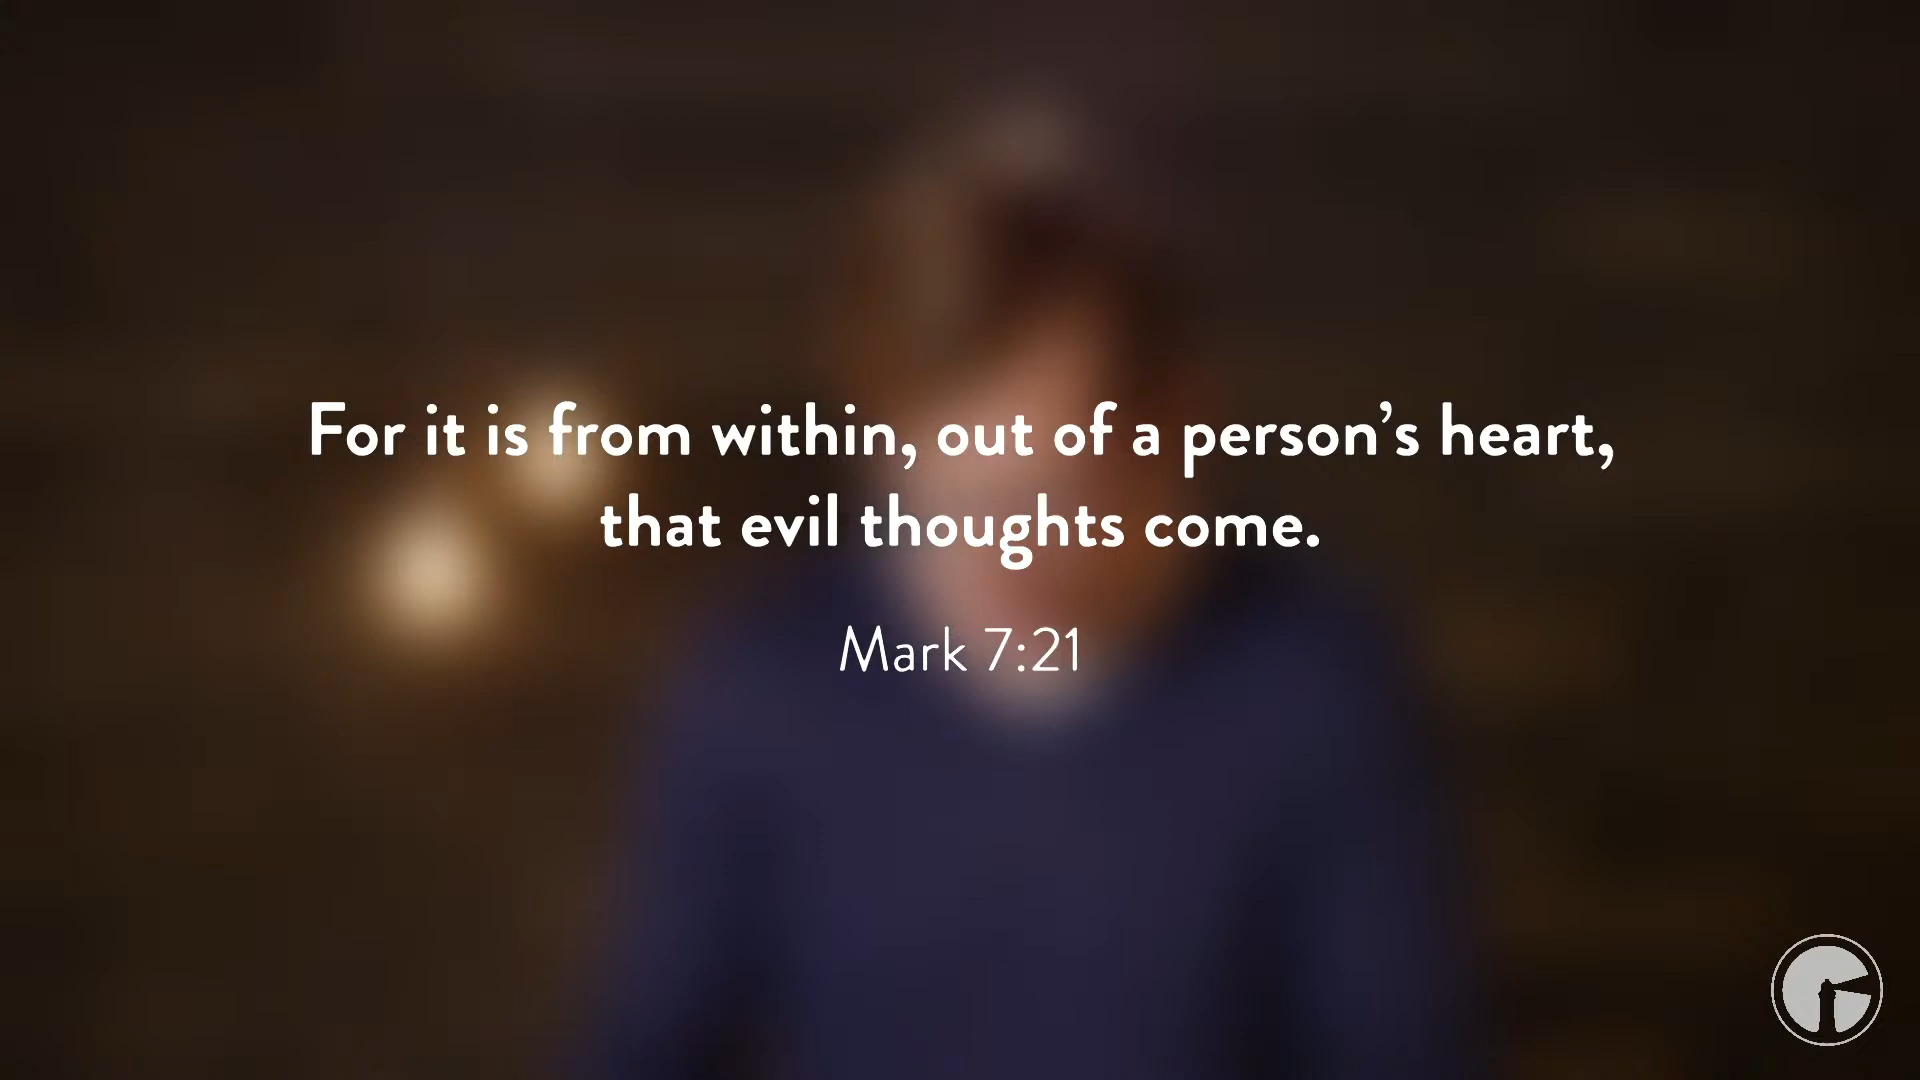 For it is from within, out of a person’s heart,
that evil thoughts come.
Mark 7:21